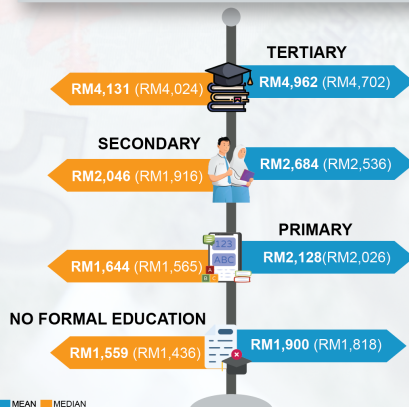 TERTIARY
RM4,131 (RM4,024)
RM4,962 (RM4,702)
SECONDARY
RM2,046 (RM1,916)
RM2,684 (RM2,536)
PRIMARY
123
ABC
A
B
C
RM1,644 (RM1,565)
RM2,128(RM2,026)
NO FORMAL EDUCATION
RM1,559 (RM1,436)
RM1,900 (RM1,818)
MEAN MEDIAN